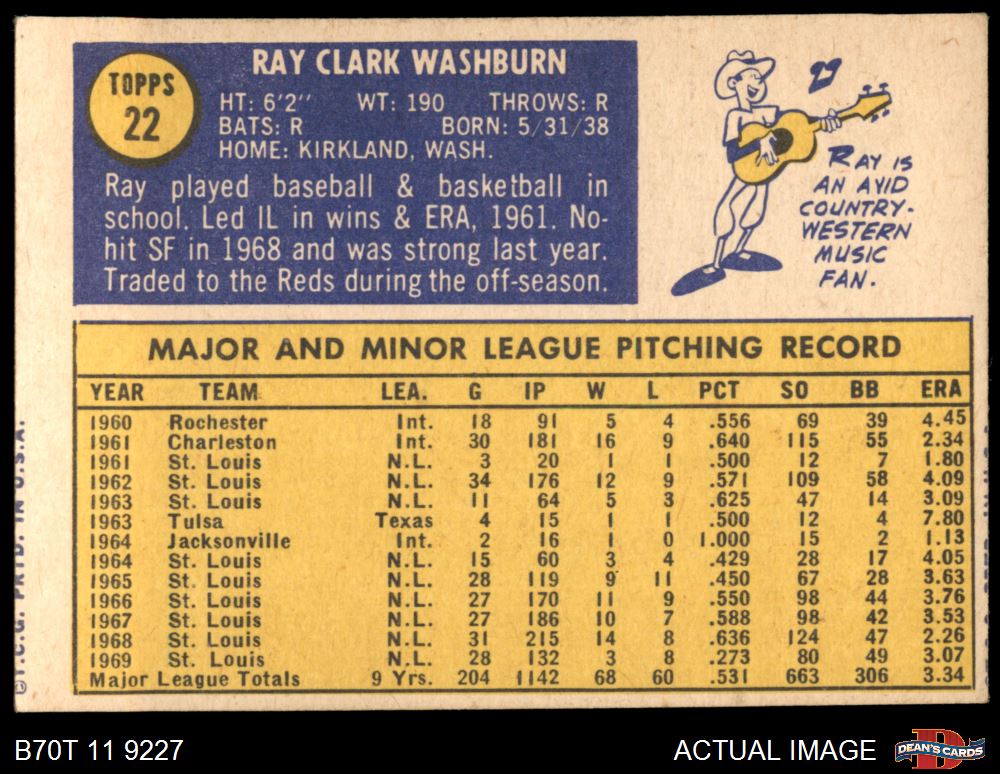 TOPPS
22
RAY CLARK WASHBURN
HT: 6'2" WT: 190 THROWS: R
BATS: R BORN: 5/31/38
HOME: KIRKLAND, WASH.
Ray played baseball & basketball in
school. Led IL in wins & ERA, 1961. No-
hit SF in 1968 and was strong last year.
Traded to the Reds during the off-season.
RAY IS
AN AVID
COUNTRY-
WESTERN
MUSIC
FAN.
MAJOR AND MINOR LEAGUE PITCHING RECORD
YEAR TEAM LEA. G IP W L PCT SO BB ERA
1960 Rochester Int. 18 91 5 4 .556 69 39 4.45
1961 Charleston Int. 30 181 16 9 .640 115 55 2.34
1961 St. Louis N.L. 3 20 1 1 .500 12 7 1.80
1962 St. Louis N.L. 34 176 12 9 .571 109 58 4.09
1963 St. Louis N.L. 11 64 5 3 .625 47 14 3.09
1963 Tulsa Texas 4 15 1 1 .500 12 4 7.80
1964 Jacksonville Int. 2 16 1 0 1.000 15 2 1.13
1964 St. Louis N.L. 15 60 3 4 .429 28 17 4.05
1965 St. Louis N.L. 28 119 9 11 .450 67 28 3.63
1966 St. Louis N.L. 27 170 11 9 .550 98 44 3.76
1967 St. Louis N.L. 27 186 10 7 .588 98 42 3.53
1968 St. Louis N.L. 31 215 14 8 .636 124 47 2.26
1969 St. Louis N.L. 28 132 3 8 .273 80 49 3.07
Major League Totals 9 Yrs. 204 1142 68 60 .531 663 306 3.34
©T.C.G. PRTD. IN U.S.A.
B70T 11 9227
ACTUAL IMAGE
DEAN'S CARDS